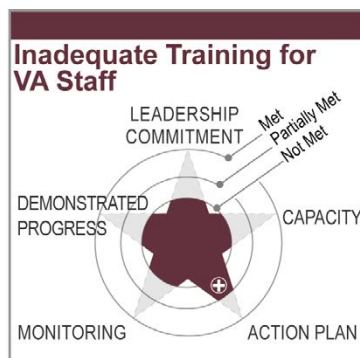 Inadequate Training for
VA Staff
LEADERSHIP
COMMITMENT
Met
Partially Met
Not Met
DEMONSTRATED
PROGRESS
CAPACITY
MONITORING
ACTION PLAN